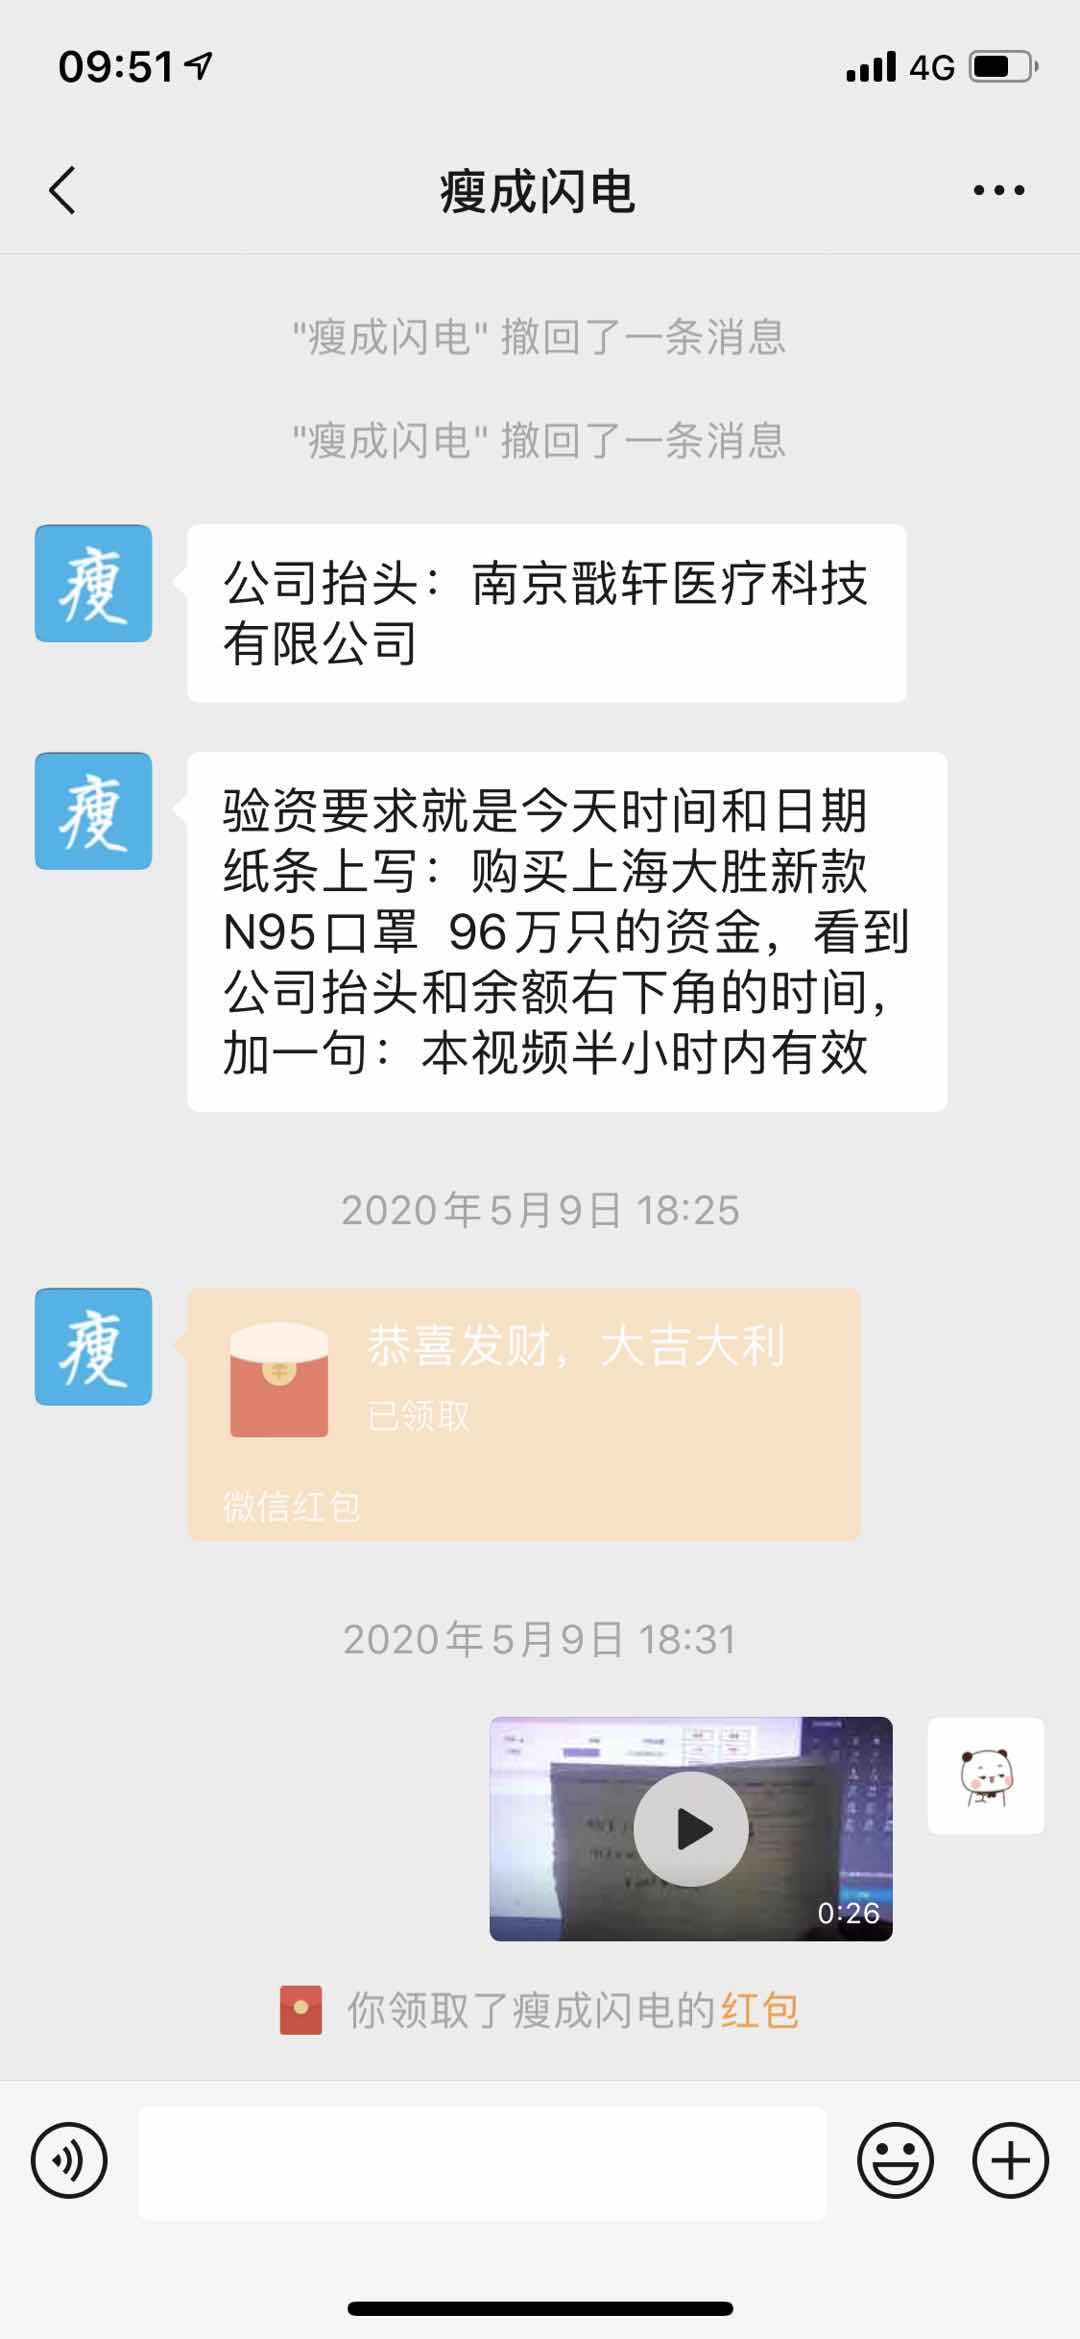 09:51
4G
瘦成闪电
"瘦成闪电" 撤回了一条消息
"瘦成闪电" 撤回了一条消息
瘦
公司抬头：南京戬轩医疗科技
有限公司
瘦
验资要求就是今天时间和日期
纸条上写：购买上海大胜新款
N95口罩 96万只的资金，看到
公司抬头和余额右下角的时间，
加一句：本视频半小时内有效
2020年5月9日 18:25
瘦
恭喜发财，大吉大利
已领取
微信红包
2020年5月9日 18:31
0:26
你领取了瘦成闪电的红包